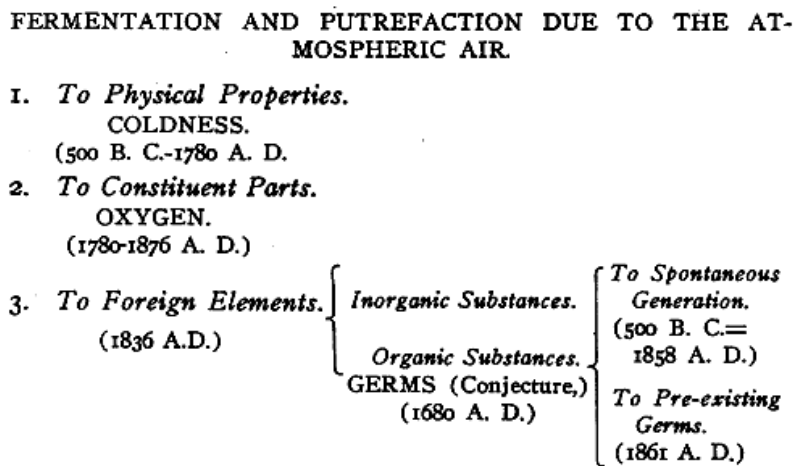 FERMENTATION AND PUTREFACTION DUE TO THE AT-
MOSPHERIC AIR.
1. To Physical Properties.
COLDNESS.
(500 B. C.-1780 A. D.
2. To Constituent Parts.
OXYGEN.
(1780-1876 A. D.)
3. To Foreign Elements.
(1836 A.D.)
Inorganic Substances.
Organic Substances.
GERMS (Conjecture,)
(1680 A. D.)
To Spontaneous
Generation.
(500 B. C.=
1858 A. D.)
To Pre-existing
Germs.
(1861 A. D.)